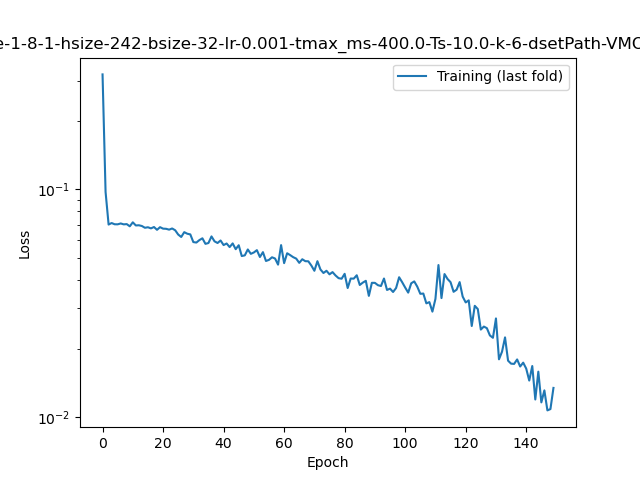 e-1-8-1-hsize-242-bsize-32-lr-0.001-tmax_ms-400.0-Ts-10.0-k-6-dsetPath-VMC
Training (last fold)
Loss
10⁻¹
10⁻²
0 20 40 60 80 100 120 140
Epoch